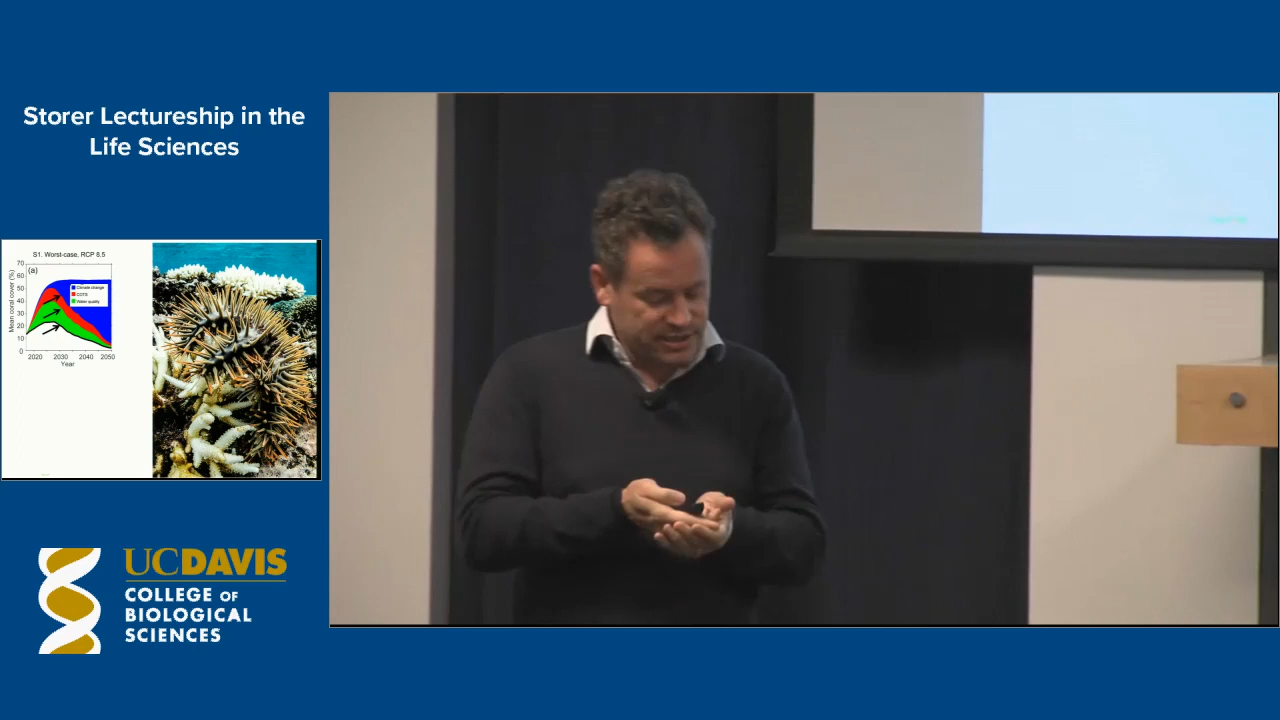 Storer Lectureship in the
Life Sciences
S1. Worst-case, RCP 8.5
(a)
Mean coral cover (%)
70
60
50
40
30
20
10
0
Climate change
COTS
Water quality
2020 2030 2040 2050
Year
UCDAVIS
COLLEGE OF
BIOLOGICAL
SCIENCES